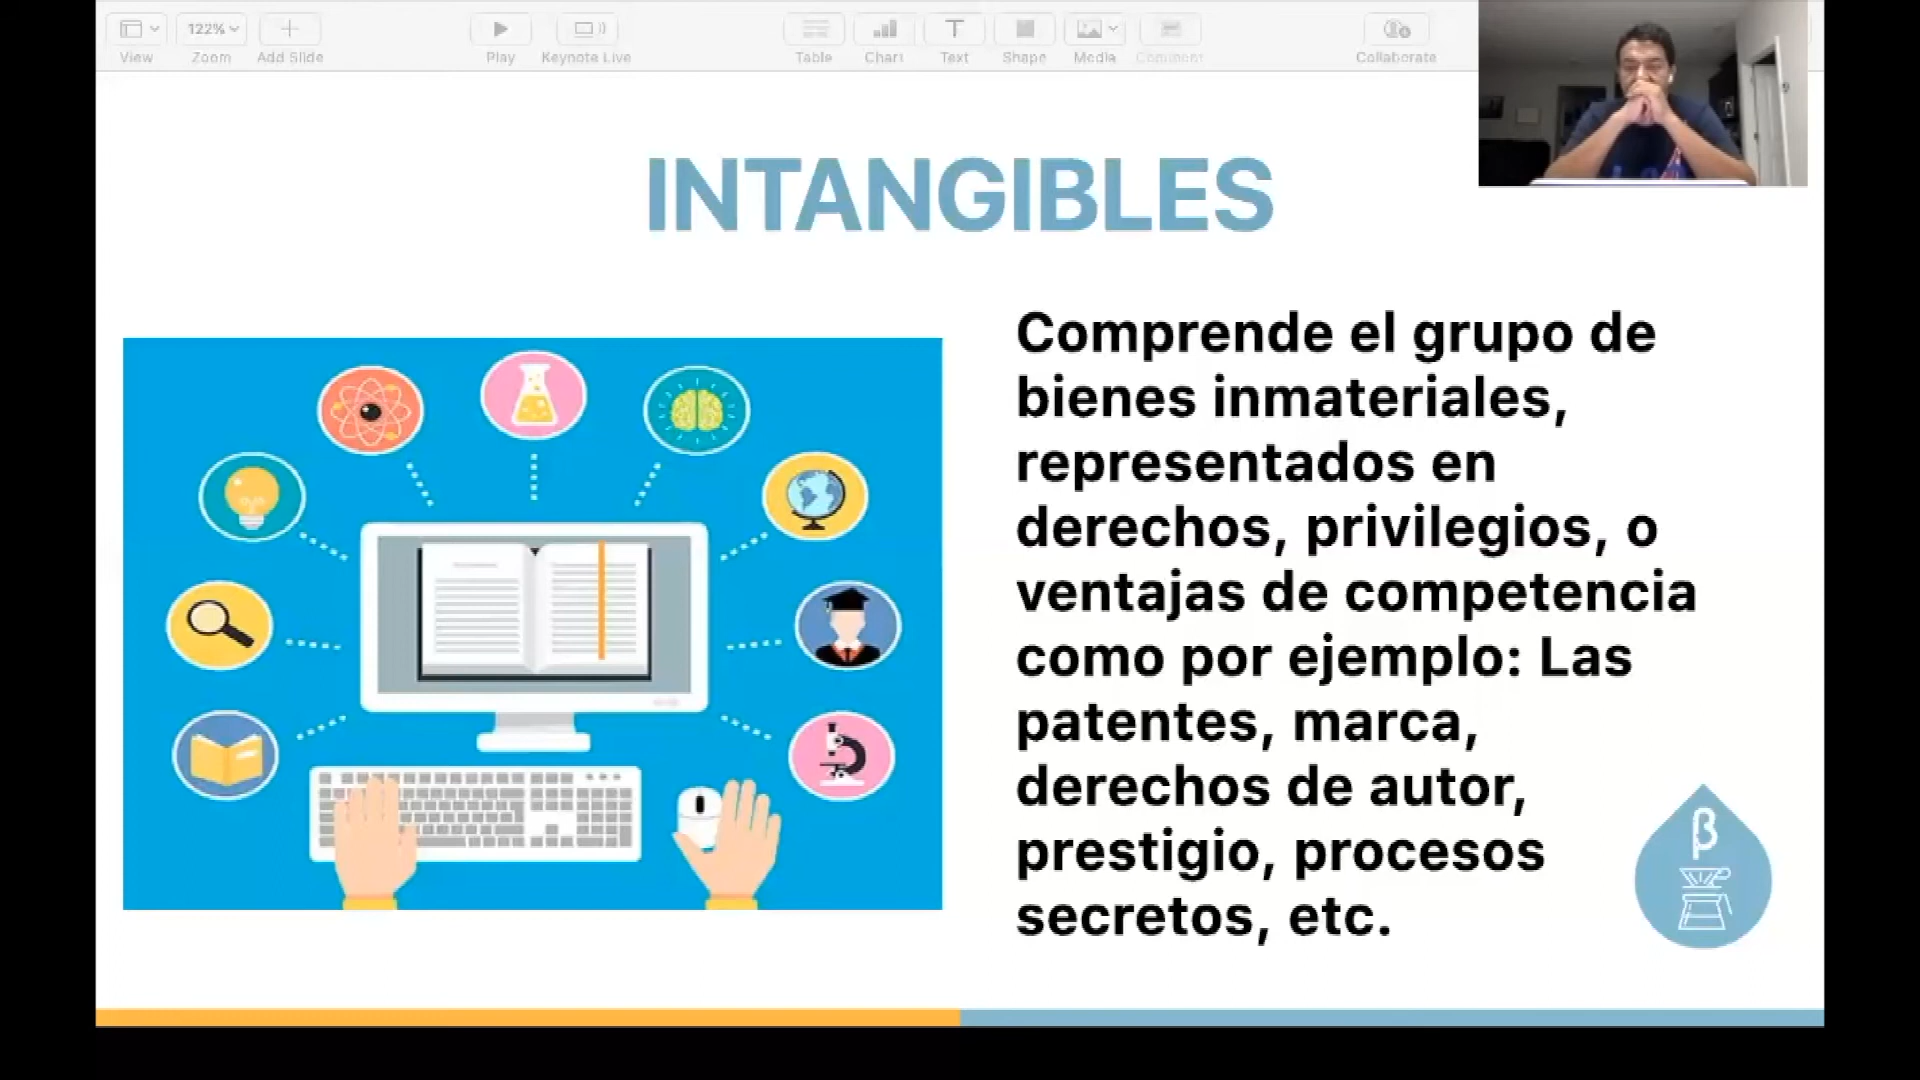 122%
View
Zoom
Add Slide
Play
Keynote Live
Table
Chart
Text
Shape
Media
Comment
Collaborate
INTANGIBLES
Comprende el grupo de
bienes inmateriales,
representados en
derechos, privilegios, o
ventajas de competencia
como por ejemplo: Las
patentes, marca,
derechos de autor,
prestigio, procesos
secretos, etc.
β